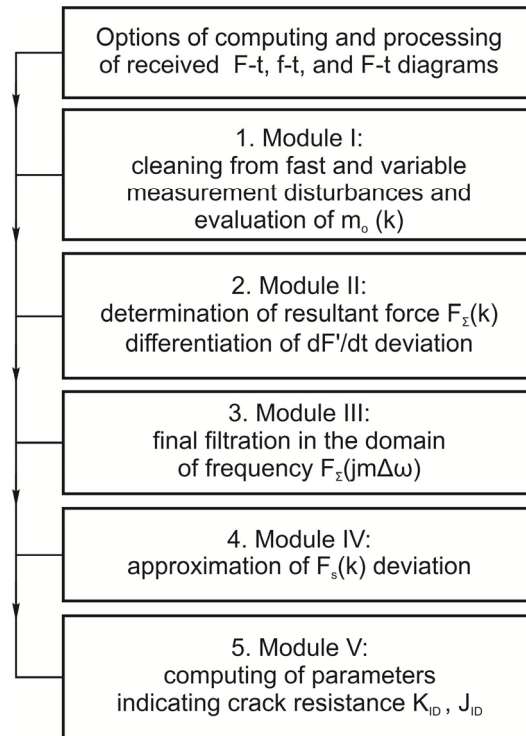 Options of computing and processing
of received F-t, f-t, and F-t diagrams
1. Module I:
cleaning from fast and variable
measurement disturbances and
evaluation of mₒ (k)
2. Module II:
determination of resultant force F_Σ(k)
differentiation of dF'/dt deviation
3. Module III:
final filtration in the domain
of frequency F_Σ(jmΔω)
4. Module IV:
approximation of Fₛ(k) deviation
5. Module V:
computing of parameters
indicating crack resistance K_ID , J_ID